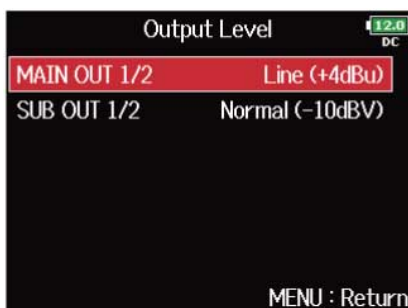 Output Level
12.0
DC
MAIN OUT 1/2 Line (+4dBu)
SUB OUT 1/2 Normal (-10dBV)
MENU : Return